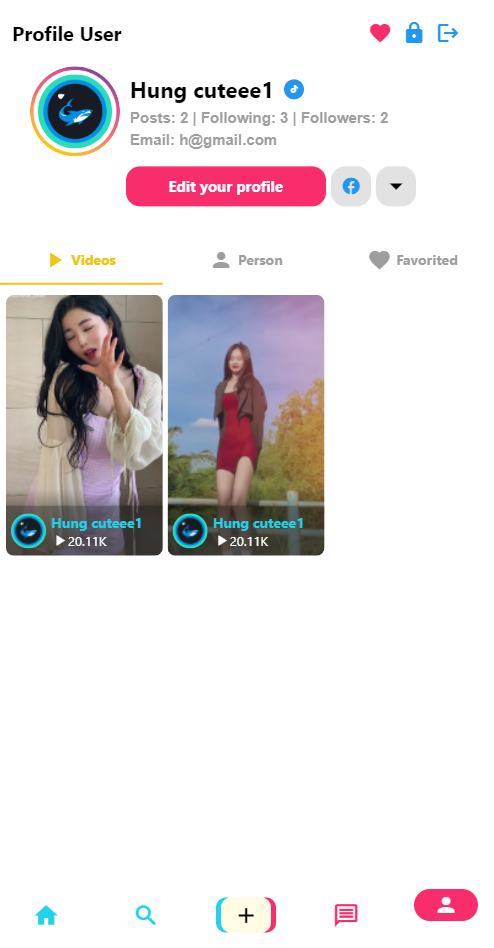 Profile User
Hung cuteee1
Posts: 2 | Following: 3 | Followers: 2
Email: h@gmail.com
Edit your profile
Videos
Person
Favorited
Hung cuteee1
20.11K
Hung cuteee1
20.11K